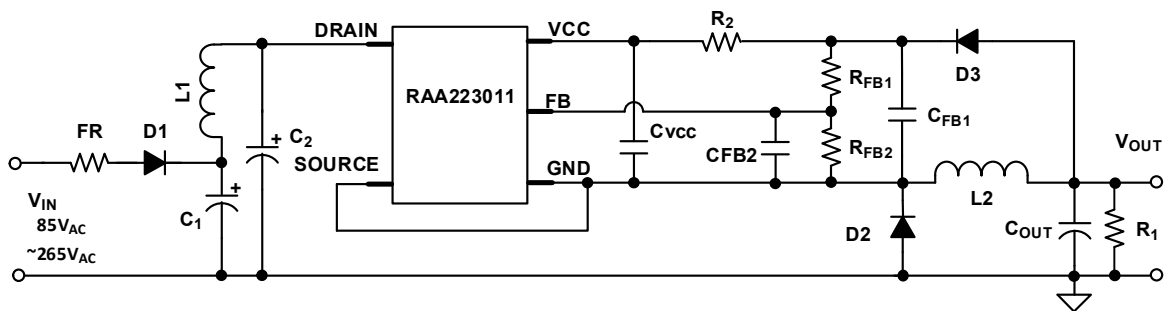 DRAIN
VCC
R2
D3
L1
RAA223011
RFB1
FB
CFB1
FR
D1
C2
CVCC
CFB2
RFB2
SOURCE
GND
VOUT
VIN
85VAC
~265VAC
C1
L2
D2
COUT
R1
+
+